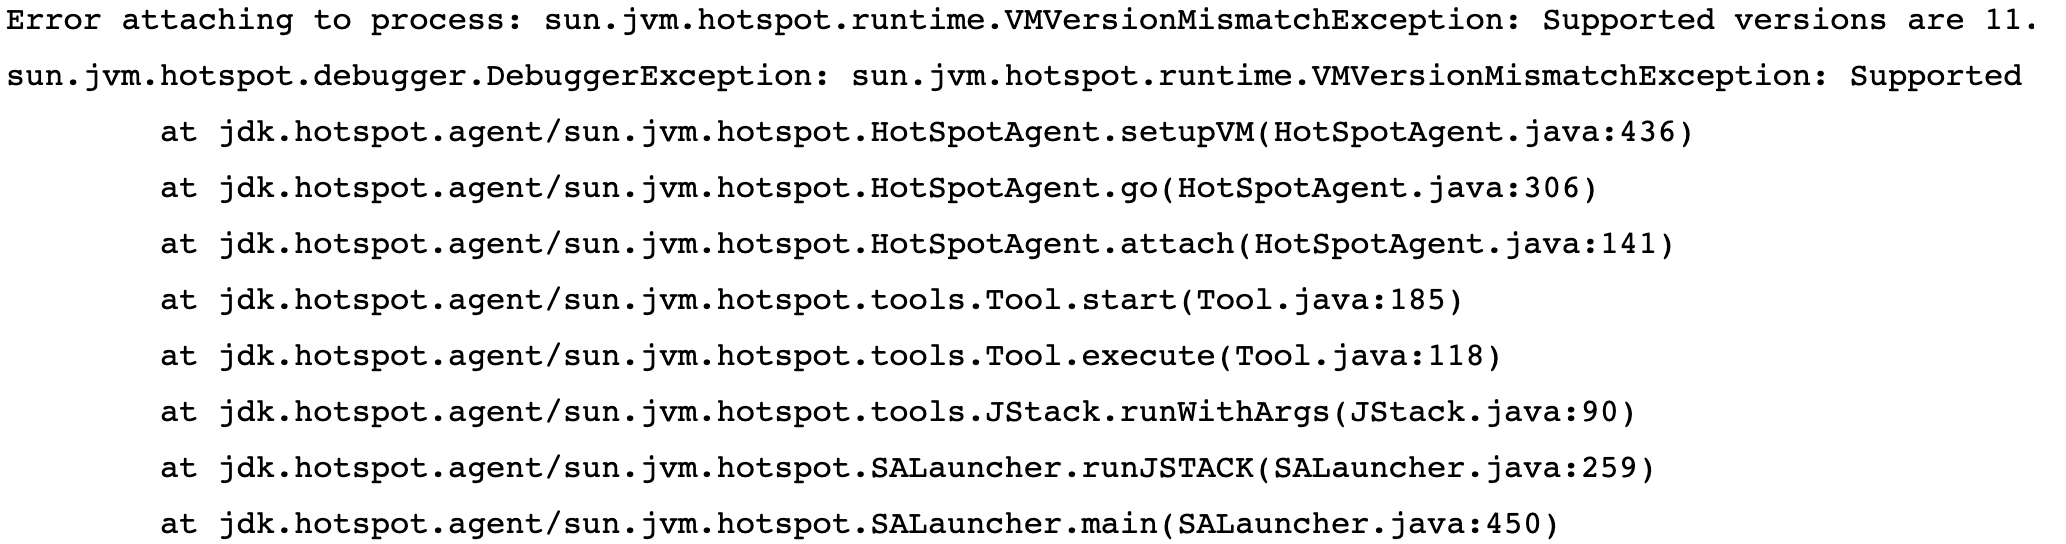 Error attaching to process: sun.jvm.hotspot.runtime.VMVersionMismatchException: Supported versions are 11.
sun.jvm.hotspot.debugger.DebuggerException: sun.jvm.hotspot.runtime.VMVersionMismatchException: Supported
at jdk.hotspot.agent/sun.jvm.hotspot.HotSpotAgent.setupVM(HotSpotAgent.java:436)
at jdk.hotspot.agent/sun.jvm.hotspot.HotSpotAgent.go(HotSpotAgent.java:306)
at jdk.hotspot.agent/sun.jvm.hotspot.HotSpotAgent.attach(HotSpotAgent.java:141)
at jdk.hotspot.agent/sun.jvm.hotspot.tools.Tool.start(Tool.java:185)
at jdk.hotspot.agent/sun.jvm.hotspot.tools.Tool.execute(Tool.java:118)
at jdk.hotspot.agent/sun.jvm.hotspot.tools.JStack.runWithArgs(JStack.java:90)
at jdk.hotspot.agent/sun.jvm.hotspot.SALauncher.runJSTACK(SALauncher.java:259)
at jdk.hotspot.agent/sun.jvm.hotspot.SALauncher.main(SALauncher.java:450)